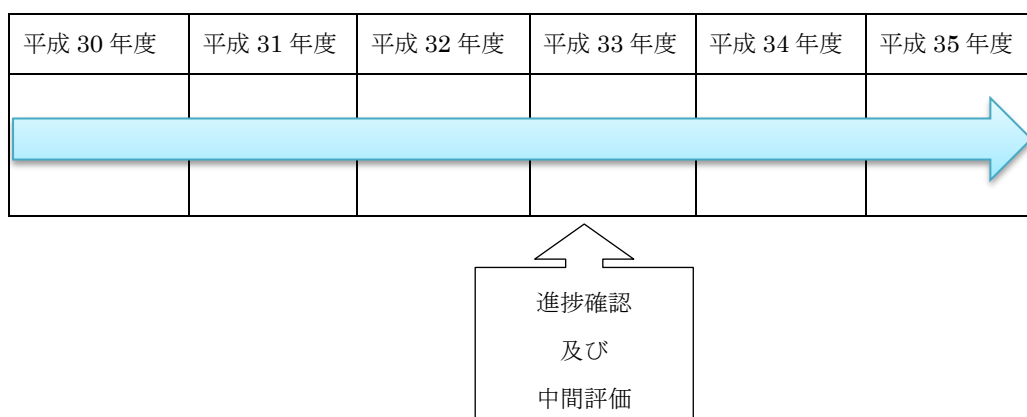 平成 30 年度 平成 31 年度 平成 32 年度 平成 33 年度 平成 34 年度 平成 35 年度
進捗確認
及び
中間評価